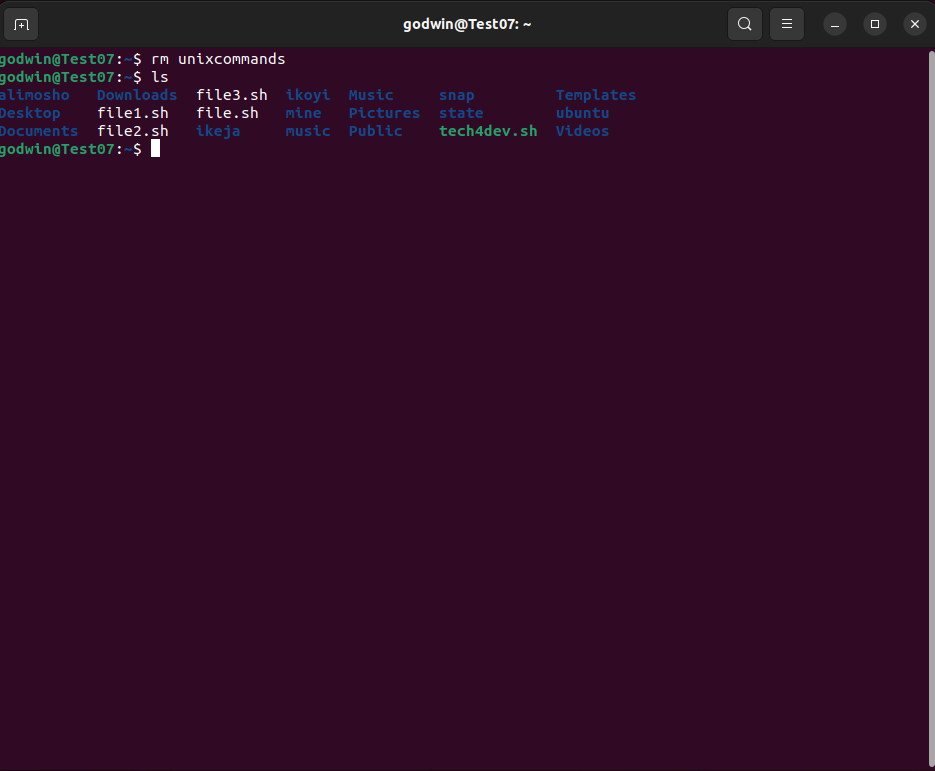 godwin@Test07: ~
godwin@Test07:~$ rm unixcommands
godwin@Test07:~$ ls
alimosho   Downloads  file3.sh  ikoyi  Music     snap         Templates
Desktop    file1.sh   file.sh   mine   Pictures  state        ubuntu
Documents  file2.sh   ikeja     music  Public    tech4dev.sh  Videos
godwin@Test07:~$